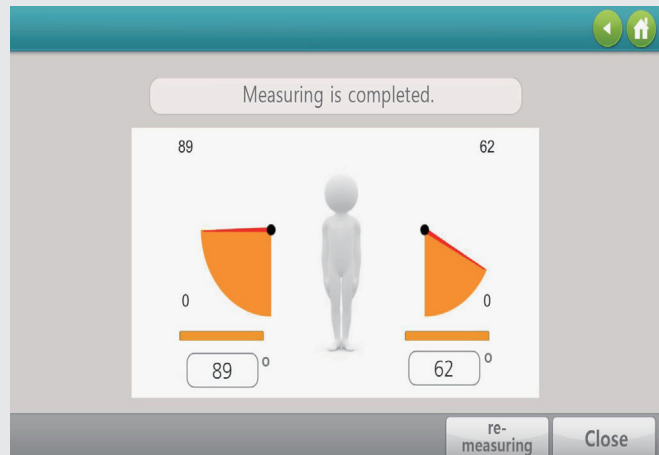 Measuring is completed.
89 62
0 0
89° 62°
re-
measuring
Close